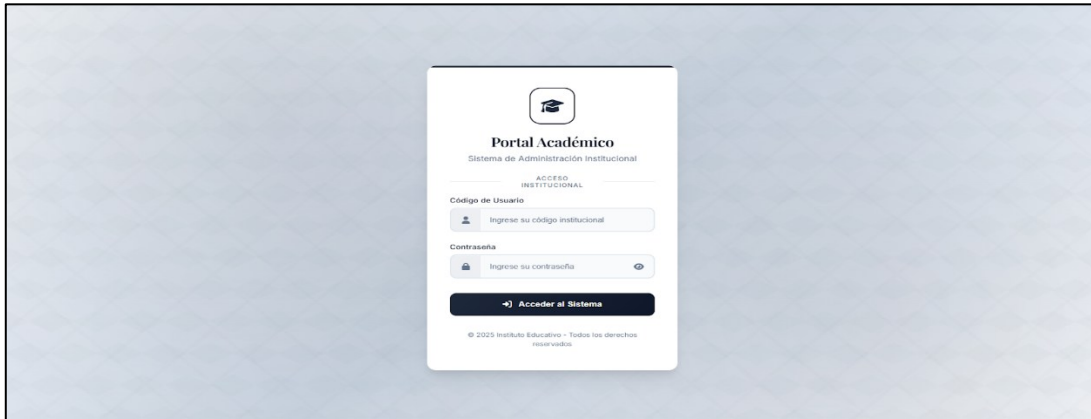 Portal Académico
Sistema de Administración Institucional
ACCESO
INSTITUCIONAL
Código de Usuario
Ingrese su código institucional
Contraseña
Ingrese su contraseña
Acceder al Sistema
© 2025 Instituto Educativo - Todos los derechos
reservados